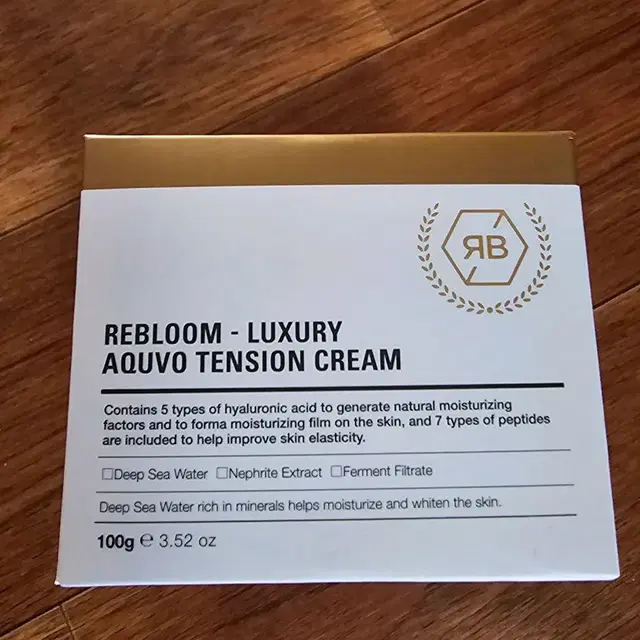 ЯB
REBLOOM - LUXURY
AQUVO TENSION CREAM
Contains 5 types of hyaluronic acid to generate natural moisturizing
factors and to forma moisturizing film on the skin, and 7 types of peptides
are included to help improve skin elasticity.
☐Deep Sea Water ☐Nephrite Extract ☐Ferment Filtrate
Deep Sea Water rich in minerals helps moisturize and whiten the skin.
100g ℮ 3.52 oz